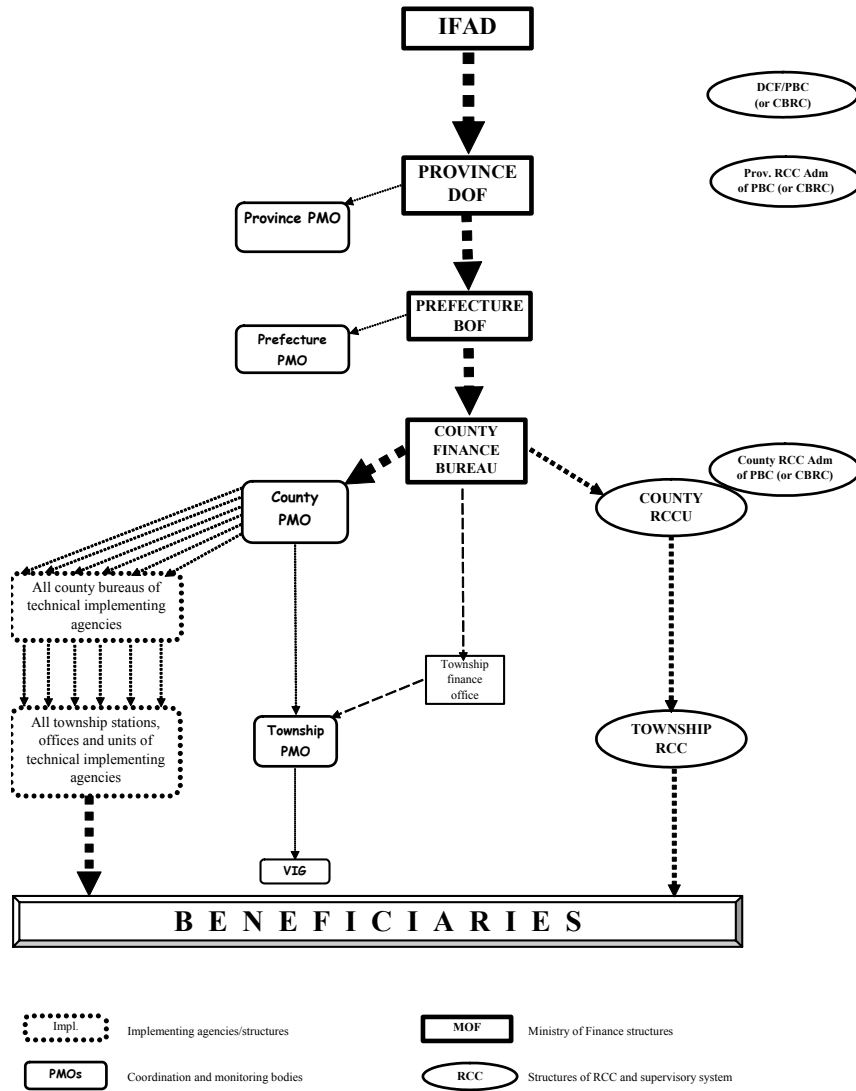 IFAD
DCF/PBC
(or CBRC)
PROVINCE
DOF
Prov. RCC Adm
of PBC (or CBRC)
Province PMO
PREFECTURE
BOF
Prefecture
PMO
COUNTY
FINANCE
BUREAU
County RCC Adm
of PBC (or CBRC)
County
PMO
COUNTY
RCCU
All county bureaus of
technical implementing
agencies
Township
finance
office
All township stations,
offices and units of
technical implementing
agencies
Township
PMO
TOWNSHIP
RCC
VIG
BENEFICIARIES
Impl.
Implementing agencies/structures
MOF
Ministry of Finance structures
PMOs
Coordination and monitoring bodies
RCC
Structures of RCC and supervisory system